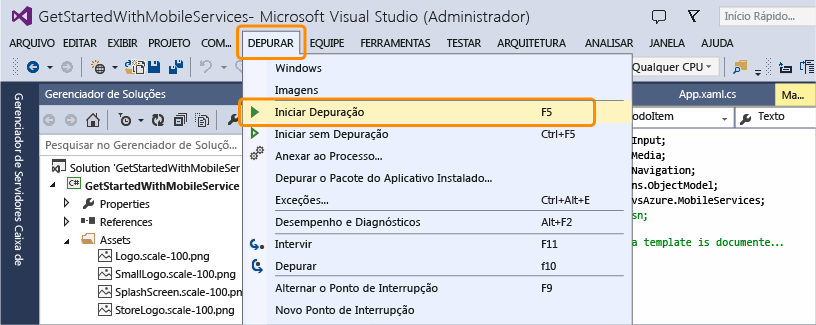 GetStartedWithMobileServices- Microsoft Visual Studio (Administrador)
Início Rápido...
ARQUIVO EDITAR EXIBIR PROJETO COM... DEPURAR EQUIPE FERRAMENTAS TESTAR ARQUITETURA ANALISAR JANELA AJUDA
Qualquer CPU
Gerenciador de Servidores Caixa de
Gerenciador de Soluções
Pesquisar no Gerenciador de Soluçõ...
Solution 'GetStartedWithMobileSer
GetStartedWithMobileService
Properties
References
Assets
Logo.scale-100.png
SmallLogo.scale-100.png
SplashScreen.scale-100.pn
StoreLogo.scale-100.png
Windows
Imagens
Iniciar Depuração F5
Iniciar sem Depuração Ctrl+F5
Anexar ao Processo...
Depurar o Pacote do Aplicativo Instalado...
Exceções... Ctrl+Alt+E
Desempenho e Diagnósticos Alt+F2
Intervir F11
Depurar f10
Alternar o Ponto de Interrupção F9
Novo Ponto de Interrupção
App.xaml.cs Ma...
odoItem Texto
Input;
Media;
Navigation;
ns.ObjectModel;
vsAzure.MobileServices;
sn;
a template is documente...